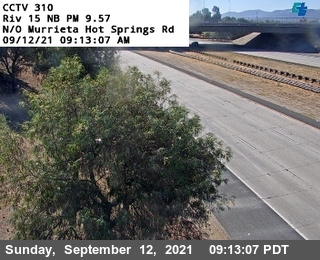 CCTV 310
Riv 15 NB PM 9.57
N/O Murrieta Hot Springs Rd
09/12/21 09:13:07 AM
Sunday, September 12, 2021 09:13:07 PDT